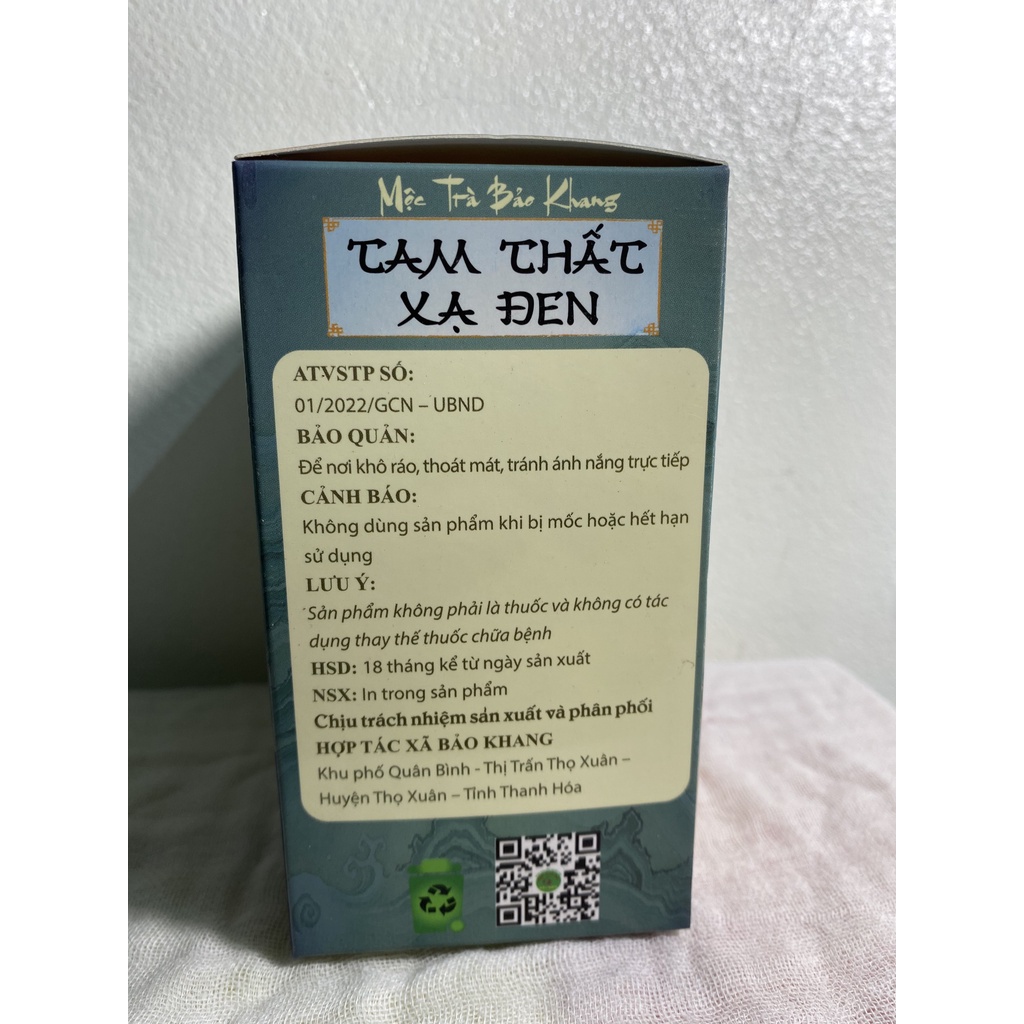 Mộc Trà Bảo Khang
TAM THẤT
XẠ ĐEN
ATVSTP SỐ:
01/2022/GCN – UBND
BẢO QUẢN:
Để nơi khô ráo, thoát mát, tránh ánh nắng trực tiếp
CẢNH BÁO:
Không dùng sản phẩm khi bị mốc hoặc hết hạn
sử dụng
LƯU Ý:
Sản phẩm không phải là thuốc và không có tác
dụng thay thế thuốc chữa bệnh
HSD: 18 tháng kể từ ngày sản xuất
NSX: In trong sản phẩm
Chịu trách nhiệm sản xuất và phân phối
HỢP TÁC XÃ BẢO KHANG
Khu phố Quân Bình - Thị Trấn Thọ Xuân –
Huyện Thọ Xuân – Tỉnh Thanh Hóa